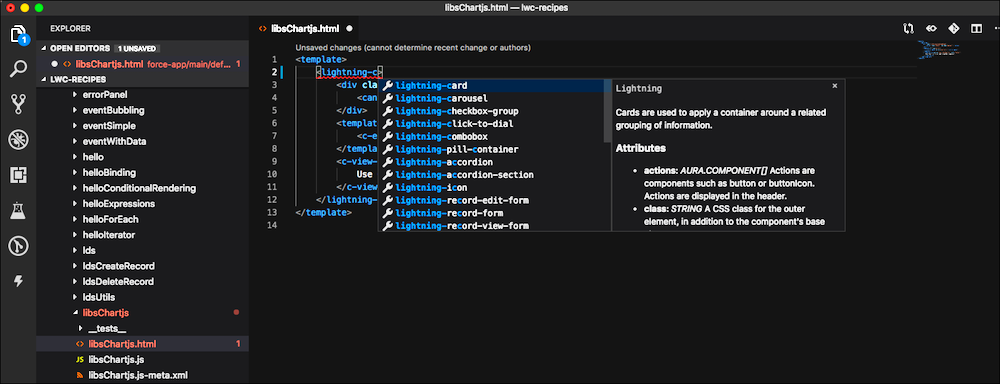 libsChartjs.html — lwc-recipes
EXPLORER
OPEN EDITORS 1 UNSAVED
libsChartjs.html force-app/main/def... 1
LWC-RECIPES
errorPanel
eventBubbling
eventSimple
eventWithData
hello
helloBinding
helloConditionalRendering
helloExpressions
helloForEach
helloIterator
lds
ldsCreateRecord
ldsDeleteRecord
ldsUtils
libsChartjs
__tests__
libsChartjs.html 1
JS libsChartjs.js
libsChartjs.js-meta.xml
1
libsChartjs.html
Unsaved changes (cannot determine recent change or authors)
1 <template>
2 <lightning-c>
3 <div cla
4 <can
5 </div>
6 <templat
7 <c-e
8 </templa
9 <c-view-
10 Use
11 </c-view
12 </lightning-
13 </template>
14
lightning-card
lightning-carousel
lightning-checkbox-group
lightning-click-to-dial
lightning-combobox
lightning-pill-container
lightning-accordion
lightning-accordion-section
lightning-icon
lightning-record-edit-form
lightning-record-form
lightning-record-view-form
Lightning ×
Cards are used to apply a container around a related
grouping of information.
Attributes
• actions: AURA.COMPONENT[] Actions are
components such as button or buttonIcon.
Actions are displayed in the header.
• class: STRING A CSS class for the outer
element, in addition to the component's base